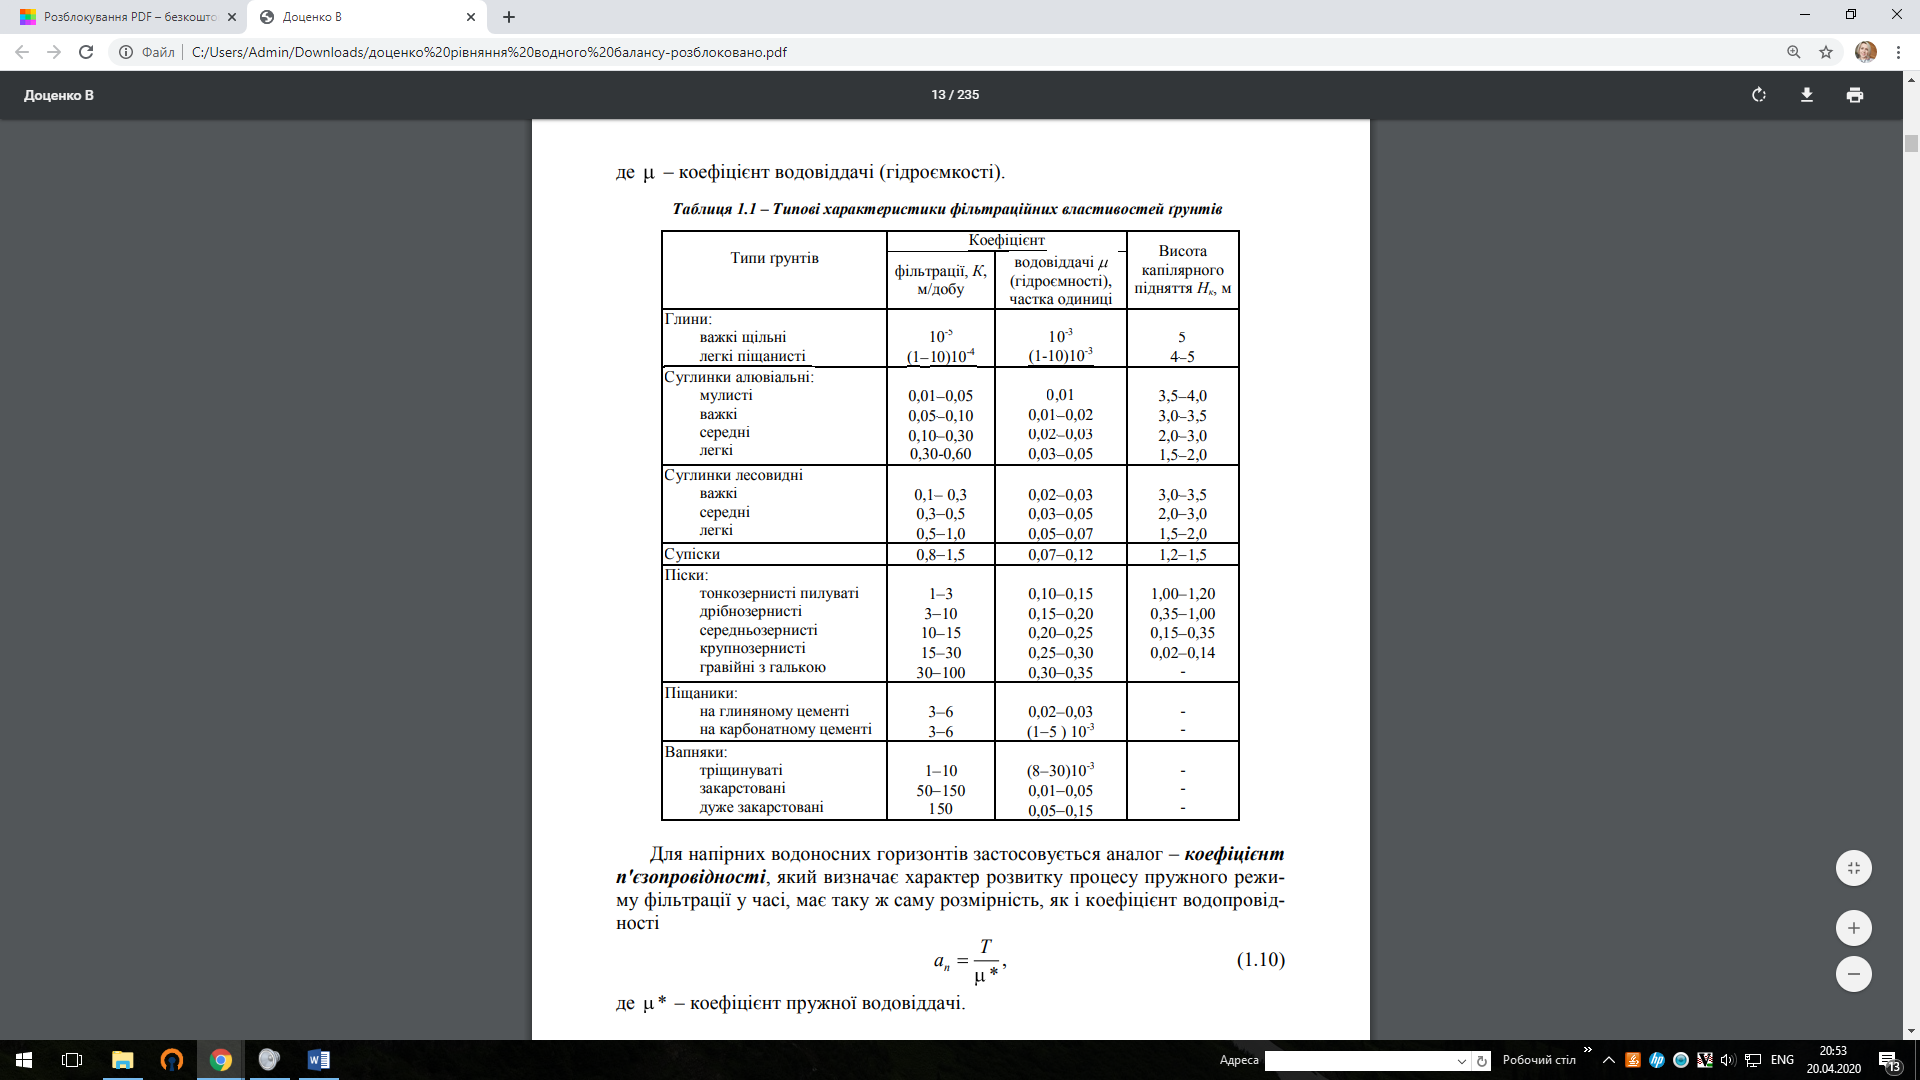 Розблокування PDF – безкошто
Доценко В
Файл
C:/Users/Admin/Downloads/доценко%20рівняння%20водного%20балансу-розблоковано.pdf
Доценко В
13 / 235
де μ – коефіцієнт водовіддачі (гідроємкості).
Таблиця 1.1 – Типові характеристики фільтраційних властивостей ґрунтів
Типи ґрунтів
Коефіцієнт
фільтрації, K, м/добу
водовіддачі μ (гідроємності), частка одиниці
Висота капілярного підняття Hк, м
Глини:
важкі щільні 10⁻⁵ 10⁻³ 5
легкі піщанисті (1–10)10⁻⁴ (1-10)10⁻³ 4–5
Суглинки алювіальні:
мулисті 0,01–0,05 0,01 3,5–4,0
важкі 0,05–0,10 0,01–0,02 3,0–3,5
середні 0,10–0,30 0,02–0,03 2,0–3,0
легкі 0,30-0,60 0,03–0,05 1,5–2,0
Суглинки лесовидні
важкі 0,1– 0,3 0,02–0,03 3,0–3,5
середні 0,3–0,5 0,03–0,05 2,0–3,0
легкі 0,5–1,0 0,05–0,07 1,5–2,0
Супіски 0,8–1,5 0,07–0,12 1,2–1,5
Піски:
тонкозернисті пилуваті 1–3 0,10–0,15 1,00–1,20
дрібнозернисті 3–10 0,15–0,20 0,35–1,00
середньозернисті 10–15 0,20–0,25 0,15–0,35
крупнозернисті 15–30 0,25–0,30 0,02–0,14
гравійні з галькою 30–100 0,30–0,35 -
Піщаники:
на глиняному цементі 3–6 0,02–0,03 -
на карбонатному цементі 3–6 (1–5 ) 10⁻³ -
Вапняки:
тріщинуваті 1–10 (8–30)10⁻³ -
закарстовані 50–150 0,01–0,05 -
дуже закарстовані 150 0,05–0,15 -
Для напірних водоносних горизонтів застосовується аналог – коефіцієнт
п'єзопровідності, який визначає характер розвитку процесу пружного режи-
му фільтрації у часі, має таку ж саму розмірність, як і коефіцієнт водопровід-
ності
aₙ = T / μ*, (1.10)
де μ* – коефіцієнт пружної водовіддачі.
Адреса
Робочий стіл
ENG
20:53
20.04.2020
13